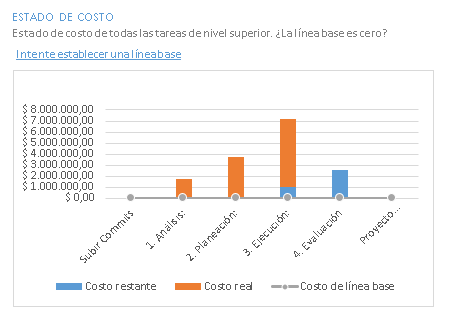 ESTADO DE COSTO
Estado de costo de todas las tareas de nivel superior. ¿La línea base es cero?
Intente establecer una línea base
$ 8.000.000,00
$ 7.000.000,00
$ 6.000.000,00
$ 5.000.000,00
$ 4.000.000,00
$ 3.000.000,00
$ 2.000.000,00
$ 1.000.000,00
$ 0,00
Subir Commits
1. Análisis:
2. Planeación:
3. Ejecución:
4. Evaluación
Proyecto...
Costo restante
Costo real
Costo de línea base